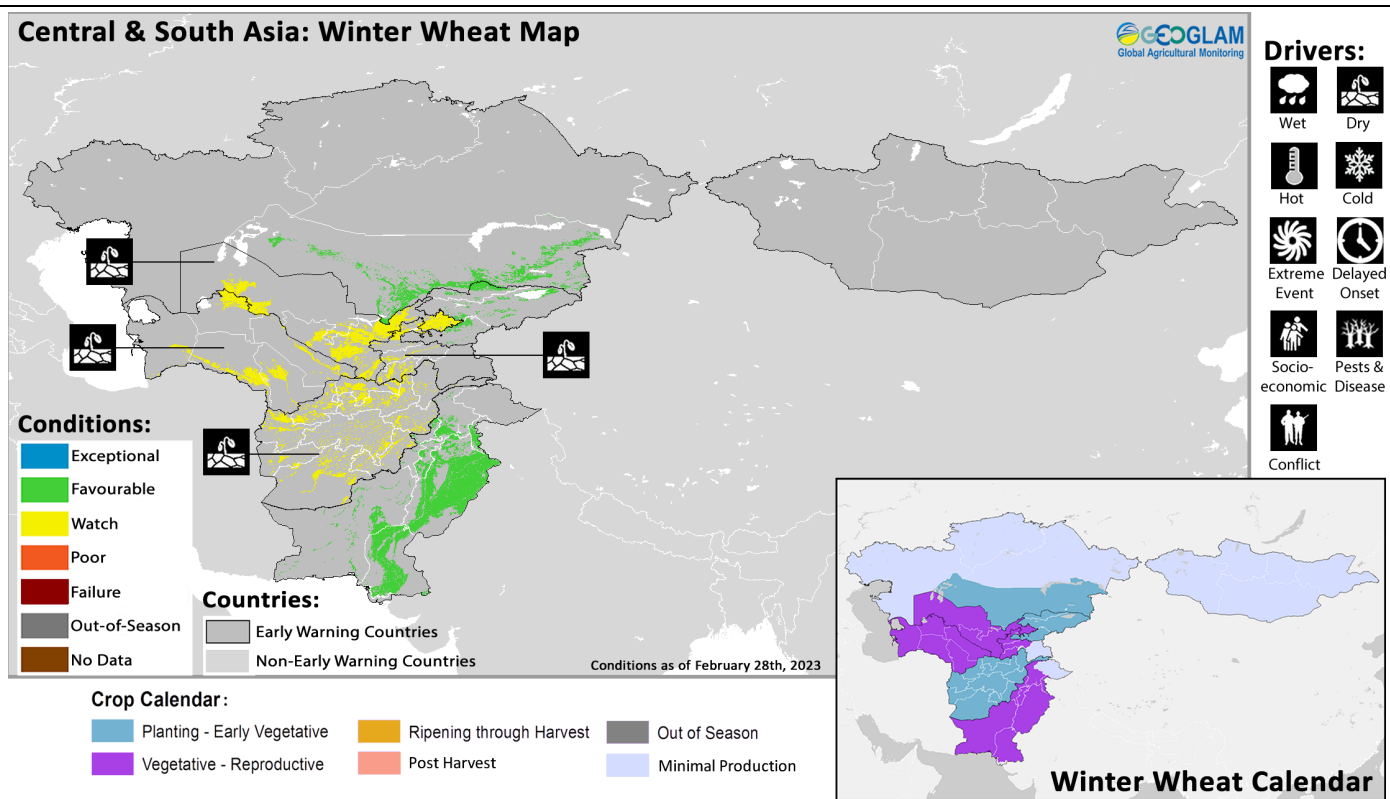 Central & South Asia: Winter Wheat Map
GEOGLAM
Global Agricultural Monitoring
Drivers:
Wet
Dry
Hot
Cold
Extreme
Event
Delayed
Onset
Socio-
economic
Pests &
Disease
Conflict
Conditions:
Exceptional
Favourable
Watch
Poor
Failure
Out-of-Season
No Data
Countries:
Early Warning Countries
Non-Early Warning Countries
Conditions as of February 28th, 2023
Crop Calendar:
Planting - Early Vegetative
Ripening through Harvest
Out of Season
Vegetative - Reproductive
Post Harvest
Minimal Production
Winter Wheat Calendar